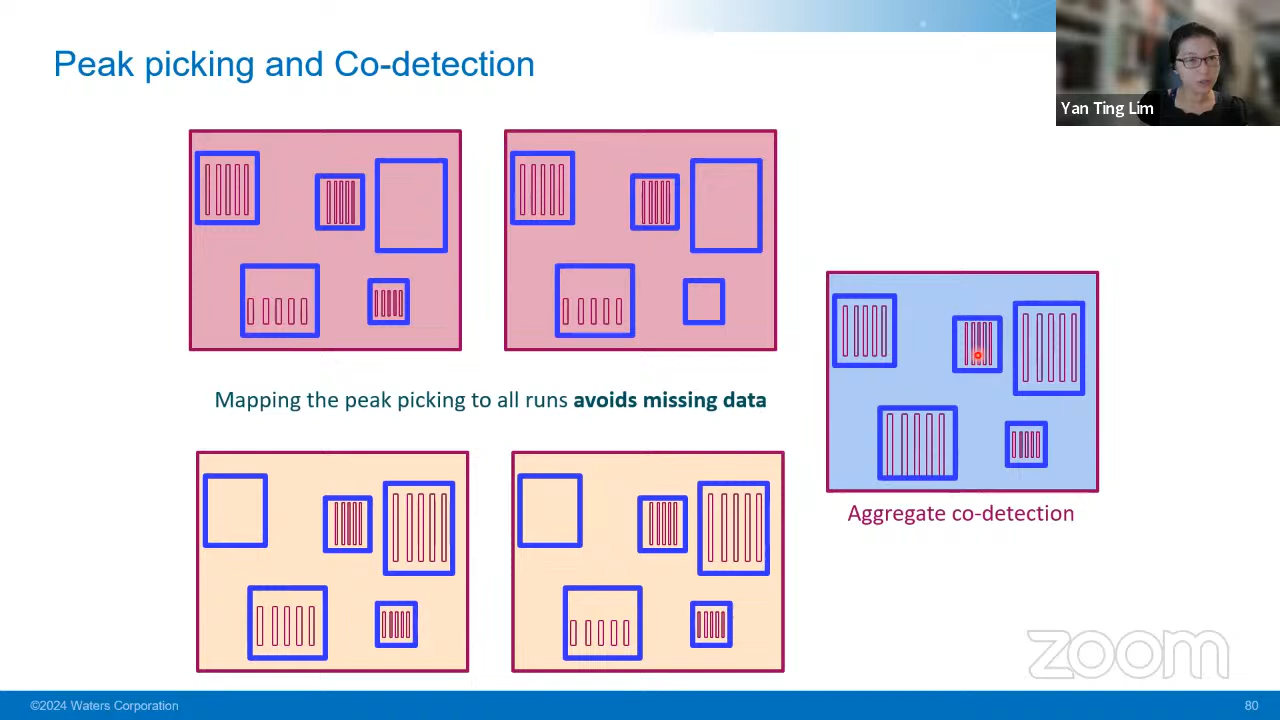 Peak picking and Co-detection
Yan Ting Lim
Mapping the peak picking to all runs avoids missing data
Aggregate co-detection
zoom
©2024 Waters Corporation
80